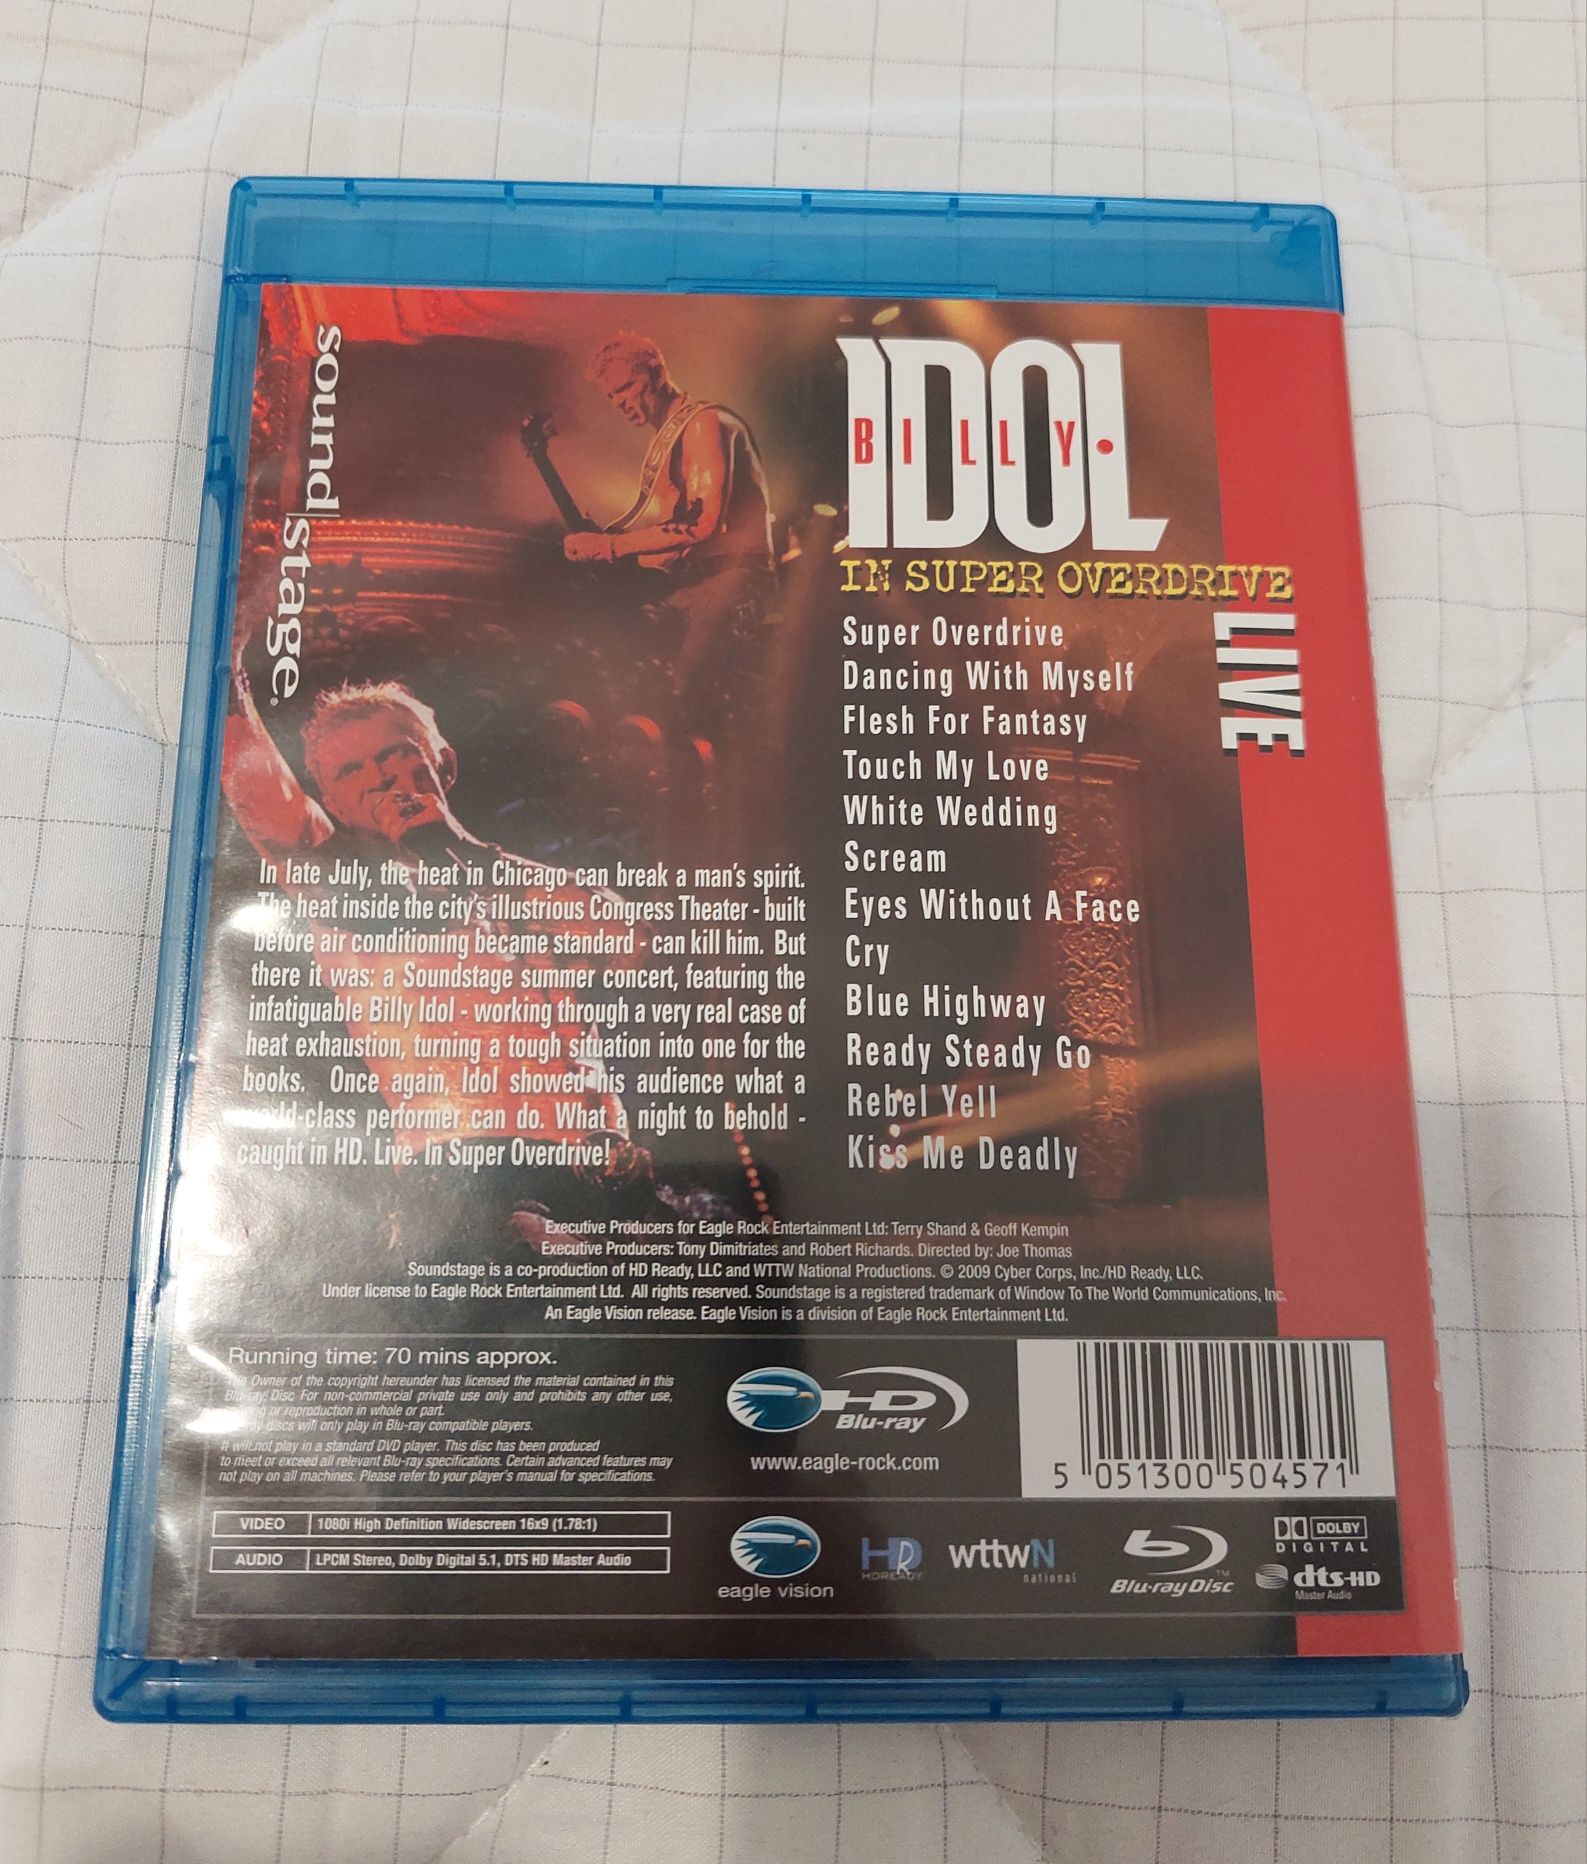 sound|stage®
IDOL
BILLY
IN SUPER OVERDRIVE
LIVE
Super Overdrive
Dancing With Myself
Flesh For Fantasy
Touch My Love
White Wedding
Scream
Eyes Without A Face
Cry
Blue Highway
Ready Steady Go
Rebel Yell
Kiss Me Deadly
In late July, the heat in Chicago can break a man's spirit.
The heat inside the city's illustrious Congress Theater - built
before air conditioning became standard - can kill him. But
there it was: a Soundstage summer concert, featuring the
infatiguable Billy Idol - working through a very real case of
heat exhaustion, turning a tough situation into one for the
books. Once again, Idol showed his audience what a
world-class performer can do. What a night to behold -
caught in HD. Live. In Super Overdrive!
Executive Producers for Eagle Rock Entertainment Ltd: Terry Shand & Geoff Kempin
Executive Producers: Tony Dimitriates and Robert Richards. Directed by: Joe Thomas
Soundstage is a co-production of HD Ready, LLC and WTTW National Productions. © 2009 Cyber Corps, Inc./HD Ready, LLC.
Under license to Eagle Rock Entertainment Ltd. All rights reserved. Soundstage is a registered trademark of Window To The World Communications, Inc.
An Eagle Vision release. Eagle Vision is a division of Eagle Rock Entertainment Ltd.
Running time: 70 mins approx.
Owner of the copyright hereunder has licensed the material contained in this
Blu-ray Disc For non-commercial private use only and prohibits any other use,
or reproduction in whole or part.
discs will only play in Blu-ray compatible players.
It will not play in a standard DVD player. This disc has been produced
to meet or exceed all relevant Blu-ray specifications. Certain advanced features may
not play on all machines. Please refer to your player's manual for specifications.
HD
Blu-ray
www.eagle-rock.com
5 051300 504571
VIDEO 1080i High Definition Widescreen 16x9 (1.78:1)
AUDIO LPCM Stereo, Dolby Digital 5.1, DTS HD Master Audio
eagle vision
HDR
HDREADY
wttwN
national
Blu-ray Disc™
DOLBY
DIGITAL
dts-HD
Master Audio